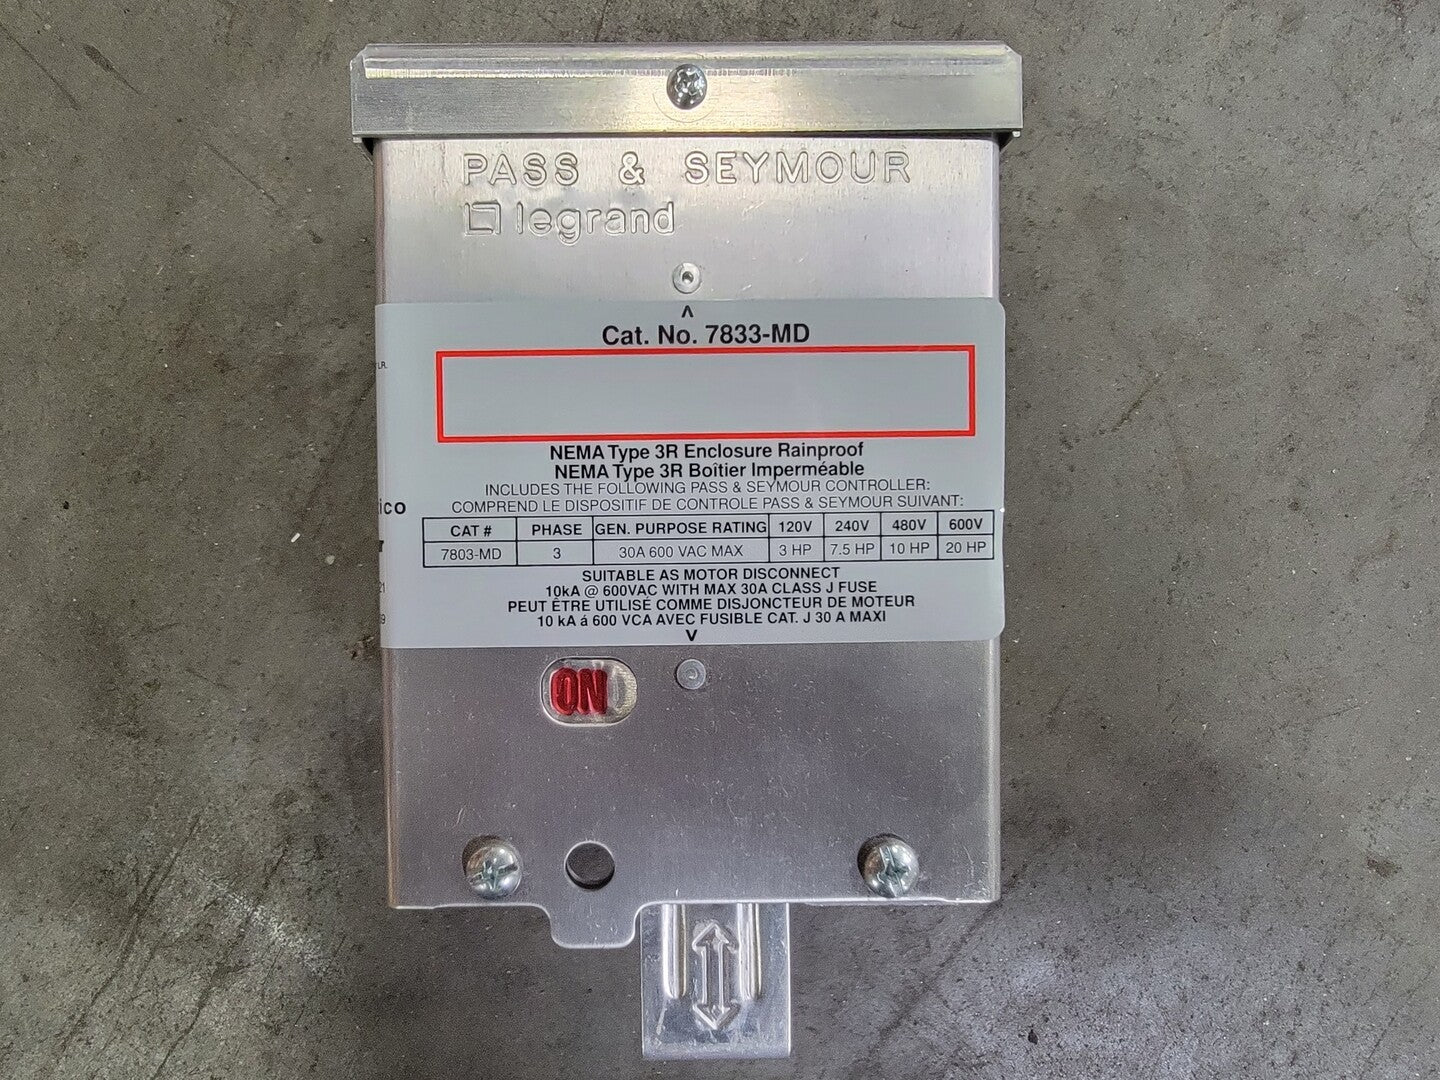 PASS & SEYMOUR
legrand
Cat. No. 7833-MD
LR.
NEMA Type 3R Enclosure Rainproof
NEMA Type 3R Boîtier Imperméable
INCLUDES THE FOLLOWING PASS & SEYMOUR CONTROLLER:
COMPREND LE DISPOSITIF DE CONTROLE PASS & SEYMOUR SUIVANT:
ico
CAT # PHASE GEN. PURPOSE RATING 120V 240V 480V 600V
7803-MD 3 30A 600 VAC MAX 3 HP 7.5 HP 10 HP 20 HP
SUITABLE AS MOTOR DISCONNECT
10kA @ 600VAC WITH MAX 30A CLASS J FUSE
PEUT ÊTRE UTILISÉ COMME DISJONCTEUR DE MOTEUR
10 kA á 600 VCA AVEC FUSIBLE CAT. J 30 A MAXI
ON